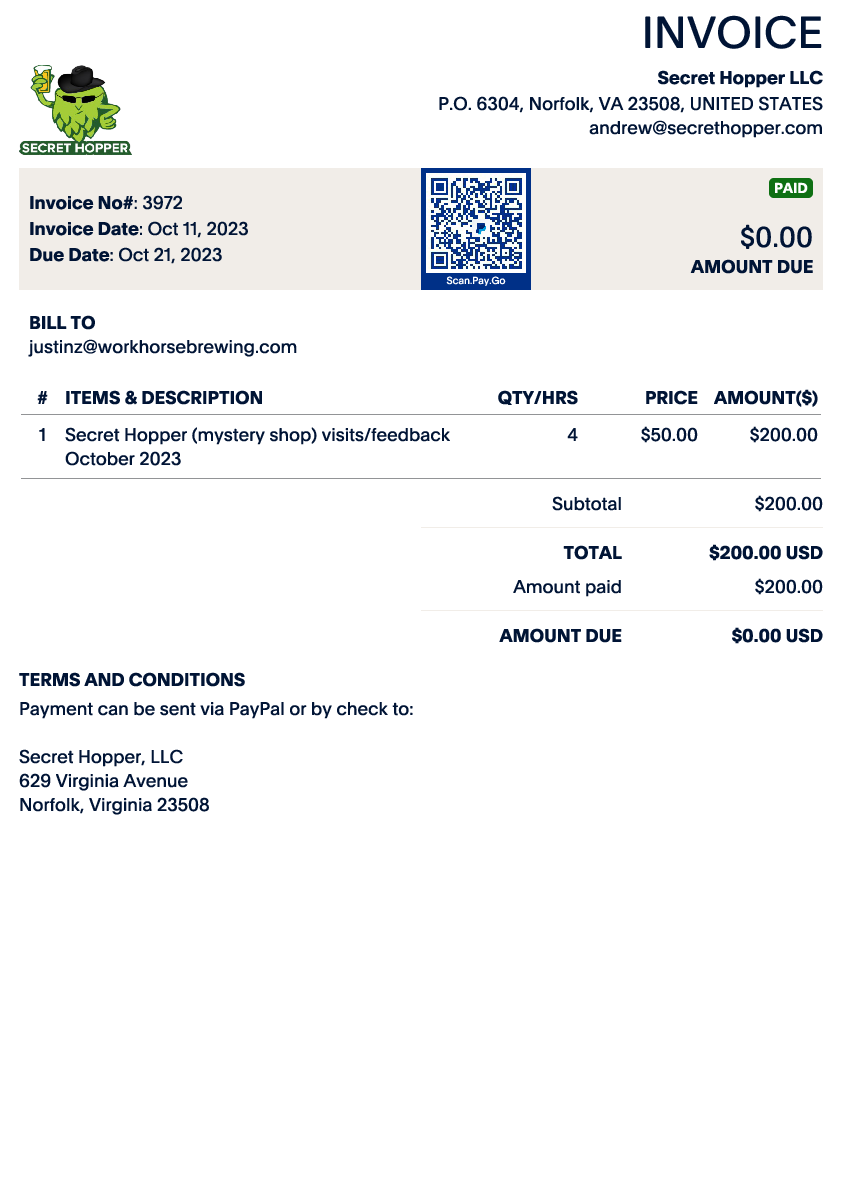 INVOICE
Secret Hopper LLC
P.O. 6304, Norfolk, VA 23508, UNITED STATES
andrew@secrethopper.com
SECRET HOPPER
Invoice No#: 3972
Invoice Date: Oct 11, 2023
Due Date: Oct 21, 2023
Scan.Pay.Go
PAID
$0.00
AMOUNT DUE
BILL TO
justinz@workhorsebrewing.com
# ITEMS & DESCRIPTION QTY/HRS PRICE AMOUNT($)
1 Secret Hopper (mystery shop) visits/feedback 4 $50.00 $200.00
October 2023
Subtotal $200.00
TOTAL $200.00 USD
Amount paid $200.00
AMOUNT DUE $0.00 USD
TERMS AND CONDITIONS
Payment can be sent via PayPal or by check to:
Secret Hopper, LLC
629 Virginia Avenue
Norfolk, Virginia 23508